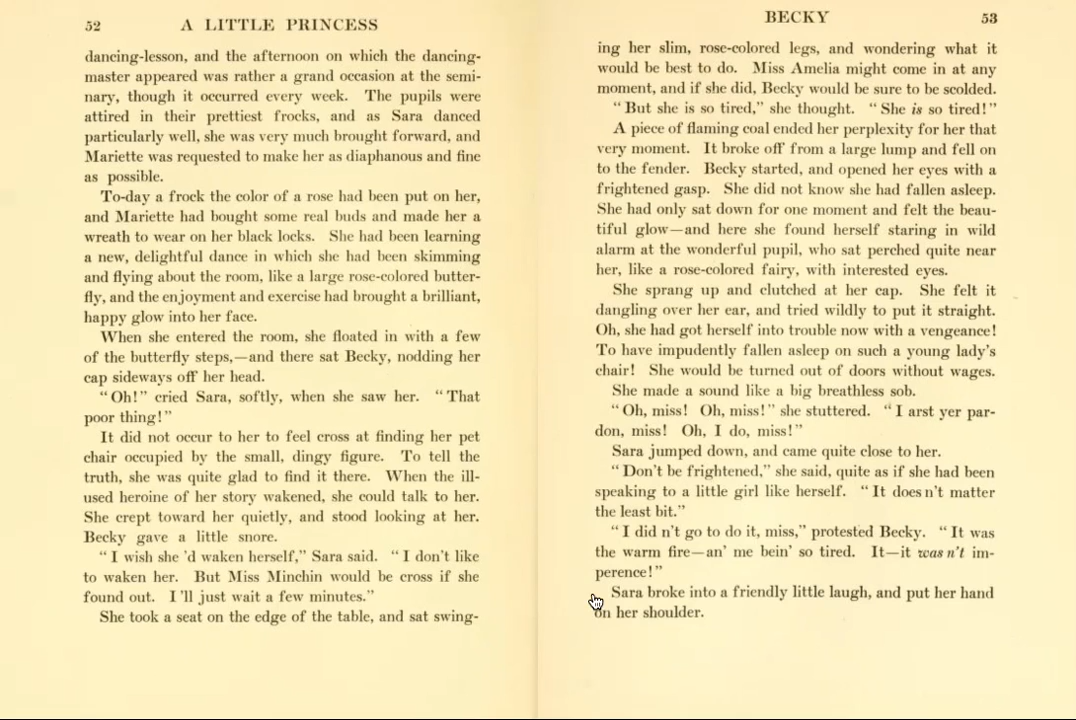 52 A LITTLE PRINCESS
dancing-lesson, and the afternoon on which the dancing-
master appeared was rather a grand occasion at the semi-
nary, though it occurred every week. The pupils were
attired in their prettiest frocks, and as Sara danced
particularly well, she was very much brought forward, and
Mariette was requested to make her as diaphanous and fine
as possible.
To-day a frock the color of a rose had been put on her,
and Mariette had bought some real buds and made her a
wreath to wear on her black locks. She had been learning
a new, delightful dance in which she had been skimming
and flying about the room, like a large rose-colored butter-
fly, and the enjoyment and exercise had brought a brilliant,
happy glow into her face.
When she entered the room, she floated in with a few
of the butterfly steps,—and there sat Becky, nodding her
cap sideways off her head.
"Oh!" cried Sara, softly, when she saw her. "That
poor thing!"
It did not occur to her to feel cross at finding her pet
chair occupied by the small, dingy figure. To tell the
truth, she was quite glad to find it there. When the ill-
used heroine of her story wakened, she could talk to her.
She crept toward her quietly, and stood looking at her.
Becky gave a little snore.
"I wish she 'd waken herself," Sara said. "I don't like
to waken her. But Miss Minchin would be cross if she
found out. I 'll just wait a few minutes."
She took a seat on the edge of the table, and sat swing-
BECKY 53
ing her slim, rose-colored legs, and wondering what it
would be best to do. Miss Amelia might come in at any
moment, and if she did, Becky would be sure to be scolded.
"But she is so tired," she thought. "She is so tired!"
A piece of flaming coal ended her perplexity for her that
very moment. It broke off from a large lump and fell on
to the fender. Becky started, and opened her eyes with a
frightened gasp. She did not know she had fallen asleep.
She had only sat down for one moment and felt the beau-
tiful glow—and here she found herself staring in wild
alarm at the wonderful pupil, who sat perched quite near
her, like a rose-colored fairy, with interested eyes.
She sprang up and clutched at her cap. She felt it
dangling over her ear, and tried wildly to put it straight.
Oh, she had got herself into trouble now with a vengeance!
To have impudently fallen asleep on such a young lady's
chair! She would be turned out of doors without wages.
She made a sound like a big breathless sob.
"Oh, miss! Oh, miss!" she stuttered. "I arst yer par-
don, miss! Oh, I do, miss!"
Sara jumped down, and came quite close to her.
"Don't be frightened," she said, quite as if she had been
speaking to a little girl like herself. "It does n't matter
the least bit."
"I did n't go to do it, miss," protested Becky. "It was
the warm fire—an' me bein' so tired. It—it was n't im-
perence!"
Sara broke into a friendly little laugh, and put her hand
on her shoulder.